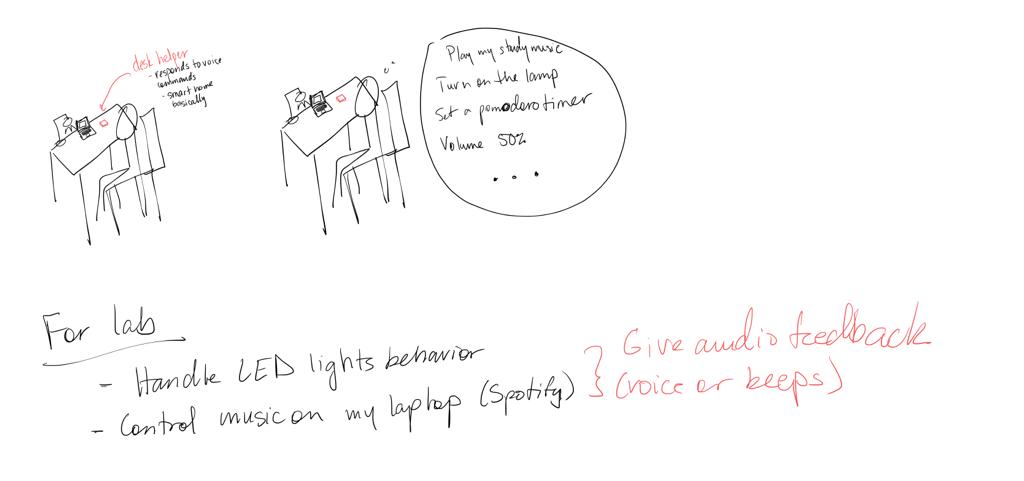 desk helper
- responds to voice
commands
- smart home
basically
Play my study music
Turn on the lamp
Set a pomodoro timer
Volume 50%
...
For lab
- Handle LED lights behavior
- Control music on my laptop (Spotify)
Give audio feedback
(voice or beeps)